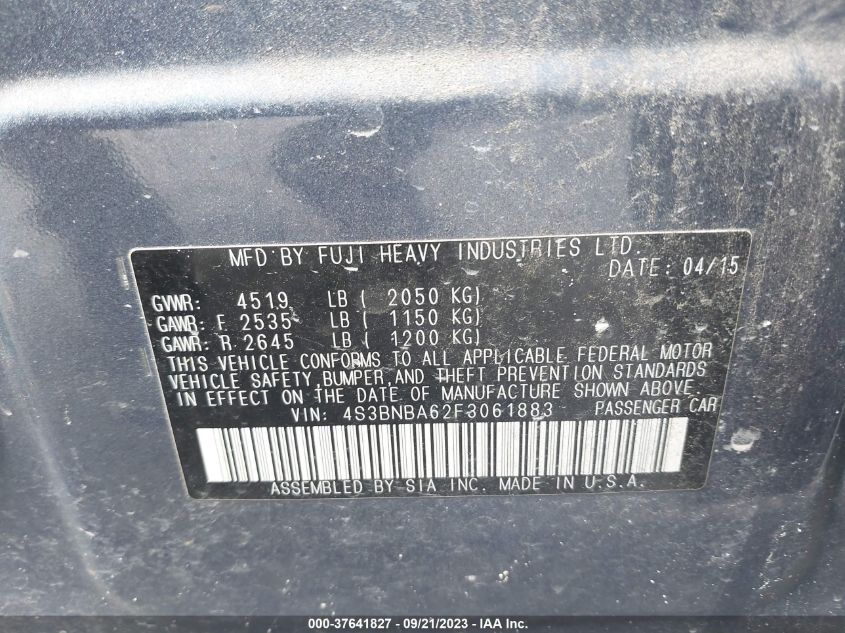 MFD BY FUJI HEAVY INDUSTRIES LTD.
DATE: 04/15
GVWR: 4519 LB ( 2050 KG)
GAWR: F. 2535 LB ( 1150 KG)
GAWR: R 2645 LB ( 1200 KG)
THIS VEHICLE CONFORMS TO ALL APPLICABLE FEDERAL MOTOR
VEHICLE SAFETY,BUMPER,AND THEFT PREVENTION STANDARDS
IN EFFECT ON THE DATE OF MANUFACTURE SHOWN ABOVE.
VIN: 4S3BNBA62F3061883 PASSENGER CAR
ASSEMBLED BY SIA INC. MADE IN U.S.A.
000-37641827 - 09/21/2023 - IAA Inc.